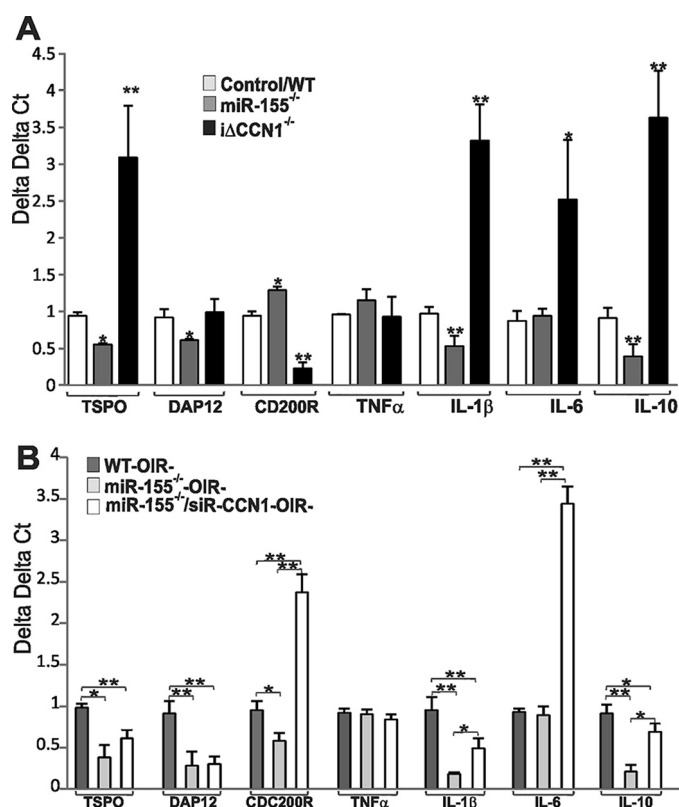 A
Delta Delta Ct
4.5
4
3.5
3
2.5
2
1.5
1
0.5
0
Control/WT
miR-155-/-
iΔCCN1-/-
**
*
*
*
**
**
**
*
**
**
TSPO
DAP12
CD200R
TNFα
IL-1β
IL-6
IL-10
B
Delta Delta Ct
4
3.5
3
2.5
2
1.5
1
0.5
0
WT-OIR-
miR-155-/--OIR-
miR-155-/-/siR-CCN1-OIR-
**
*
**
**
**
**
*
**
**
*
**
**
*
**
*
TSPO
DAP12
CDC200R
TNFα
IL-1β
IL-6
IL-10